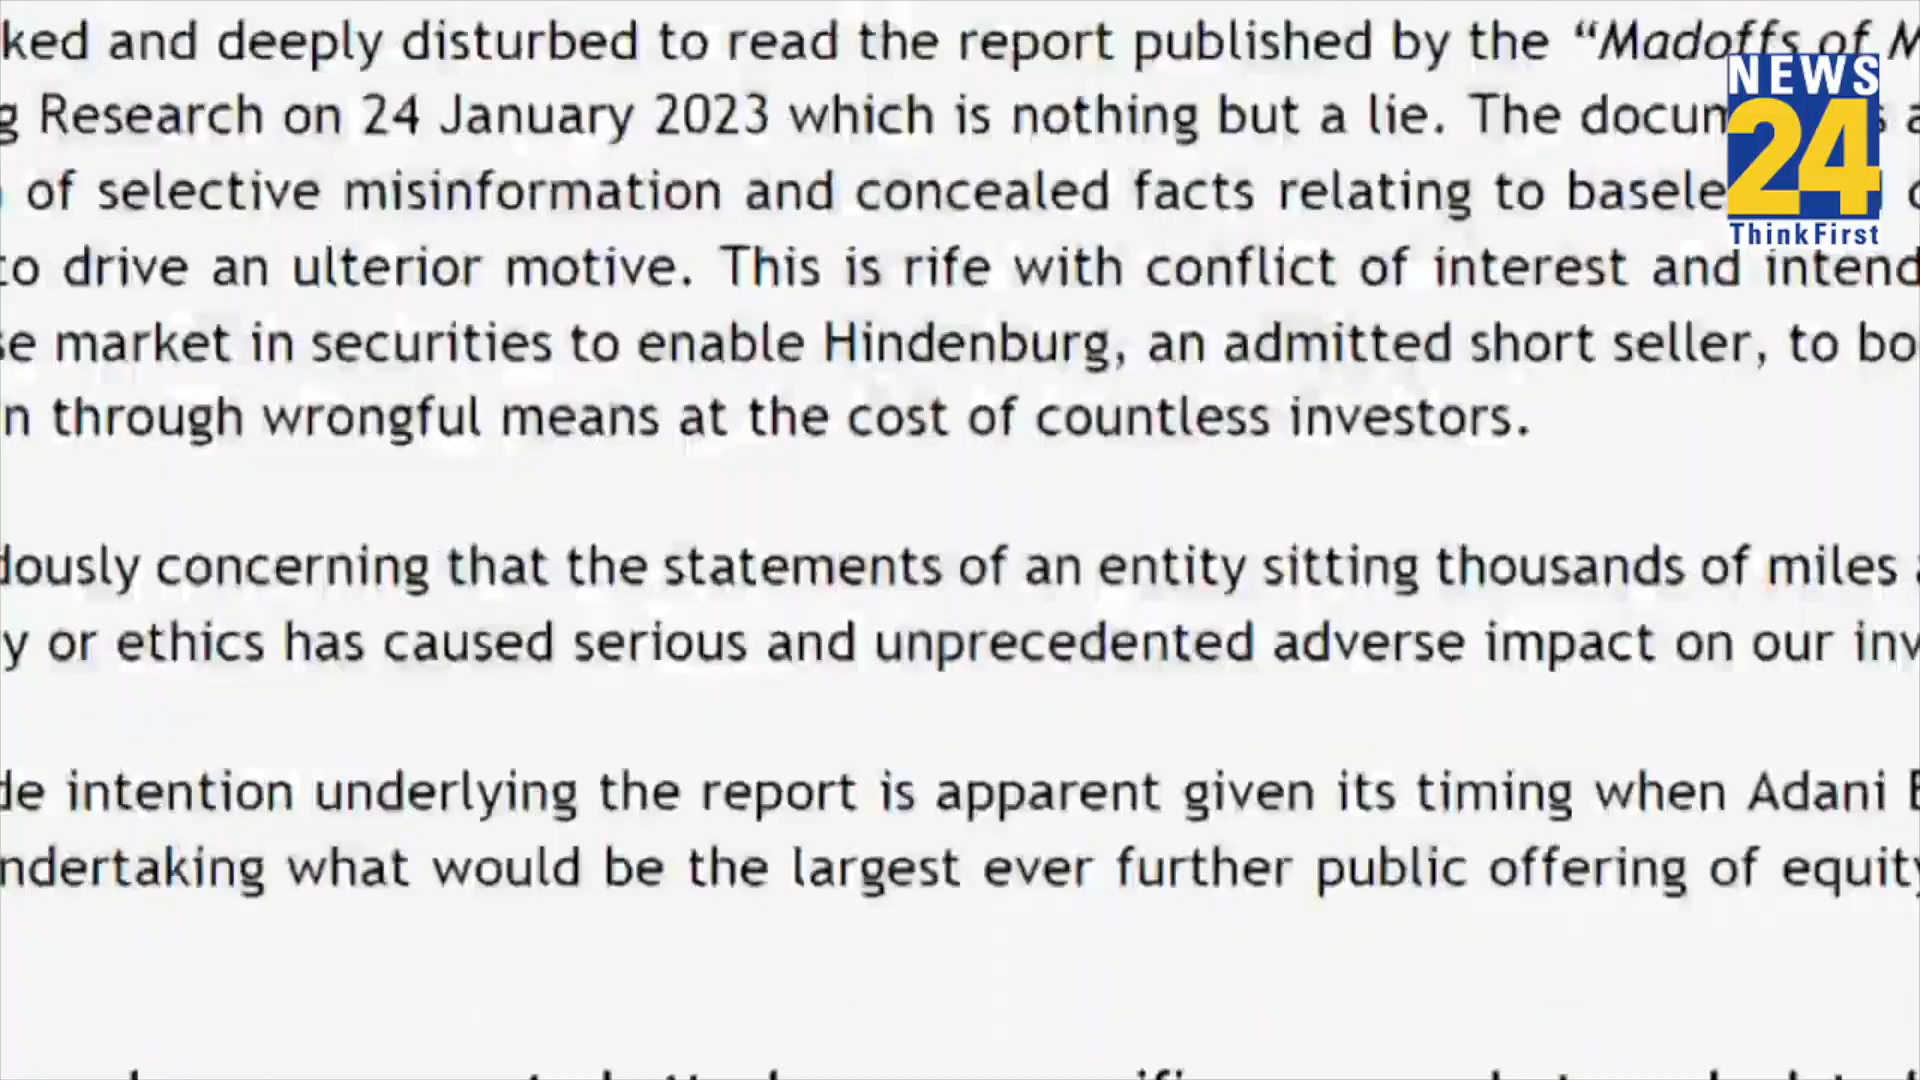 ked and deeply disturbed to read the report published by the “Madoffs of M
g Research on 24 January 2023 which is nothing but a lie. The docum
of selective misinformation and concealed facts relating to basele
to drive an ulterior motive. This is rife with conflict of interest and intend
se market in securities to enable Hindenburg, an admitted short seller, to bo
n through wrongful means at the cost of countless investors.
dously concerning that the statements of an entity sitting thousands of miles
y or ethics has caused serious and unprecedented adverse impact on our inv
de intention underlying the report is apparent given its timing when Adani E
ndertaking what would be the largest ever further public offering of equity
NEWS
24
ThinkFirst